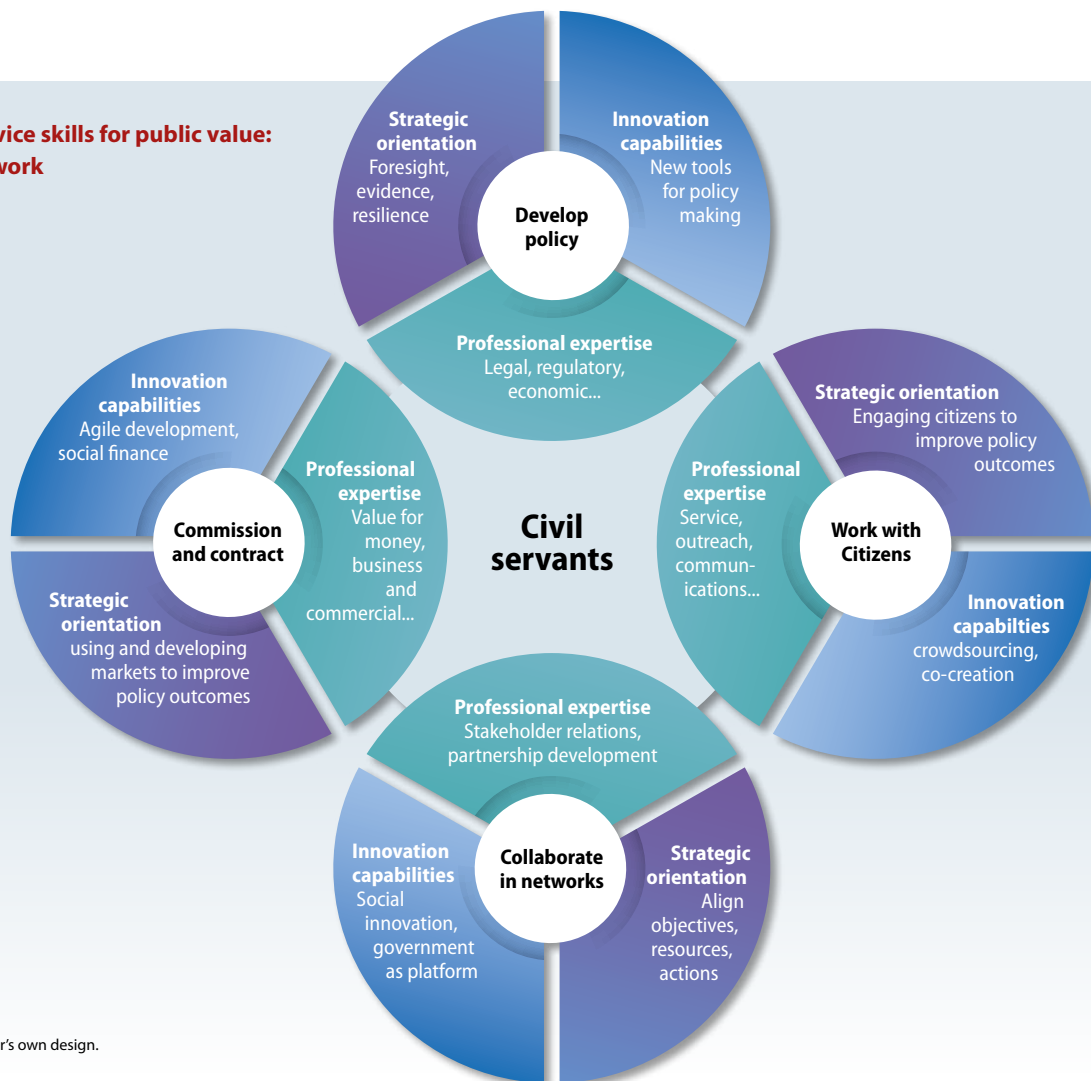 vice skills for public value:
work
Strategic
orientation
Foresight,
evidence,
resilience
Innovation
capabilities
New tools
for policy
making
Develop
policy
Professional expertise
Legal, regulatory,
economic...
Innovation
capabilities
Agile development,
social finance
Professional
expertise
Value for
money,
business
and
commercial...
Commission
and contract
Strategic
orientation
using and developing
markets to improve
policy outcomes
Civil
servants
Strategic orientation
Engaging citizens to
improve policy
outcomes
Professional
expertise
Service,
outreach,
commun-
ications...
Work with
Citizens
Innovation
capabilties
crowdsourcing,
co-creation
Professional expertise
Stakeholder relations,
partnership development
Innovation
capabilities
Social
innovation,
government
as platform
Collaborate
in networks
Strategic
orientation
Align
objectives,
resources,
actions
r's own design.